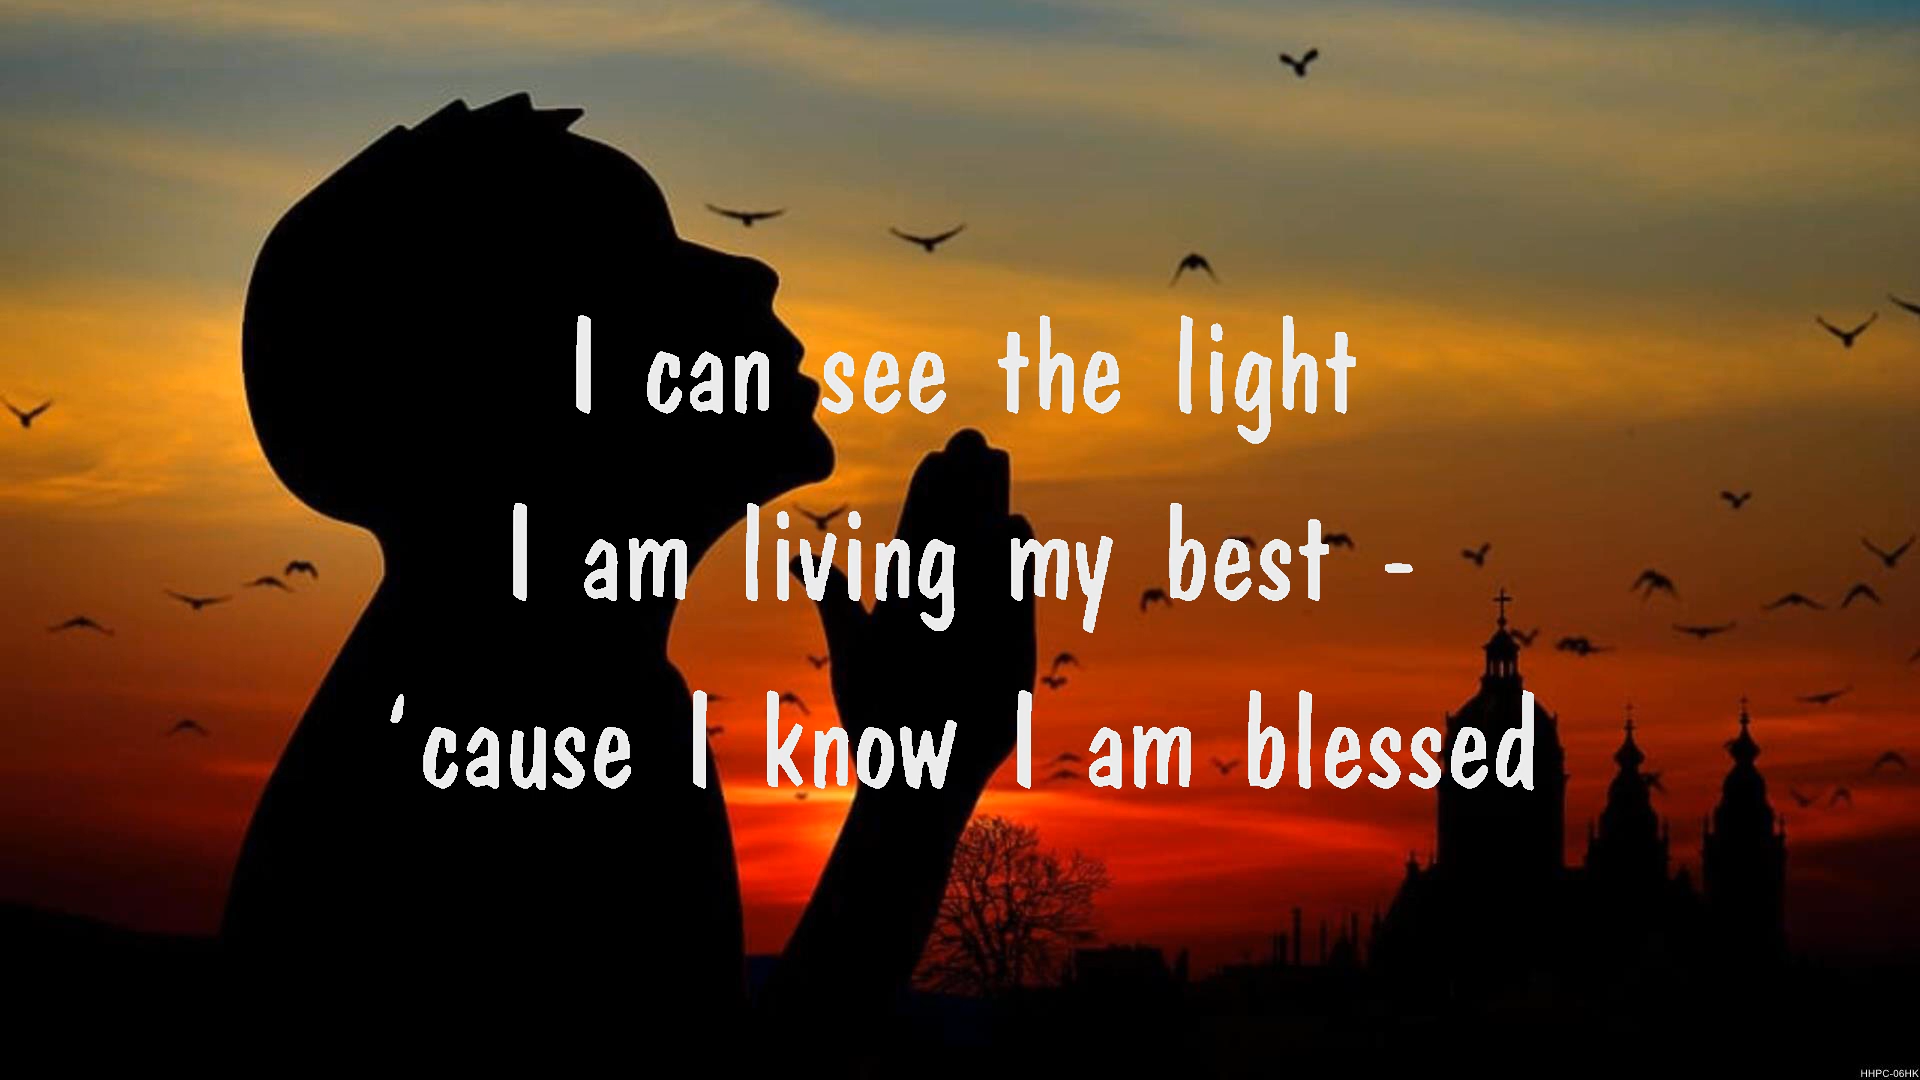 I can see the light
I am living my best -
‘cause I know I am blessed
HHPC-06HK